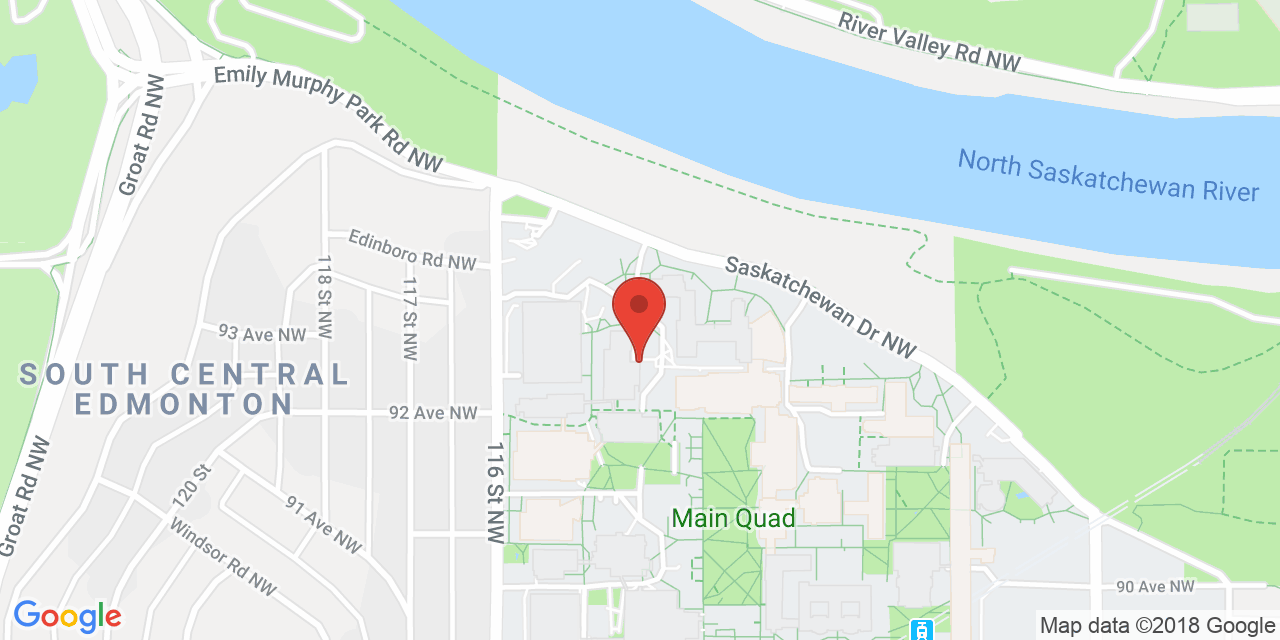 River Valley Rd NW
Emily Murphy Park Rd NW
Groat Rd NW
North Saskatchewan River
Edinboro Rd NW
118 St NW
117 St NW
Saskatchewan Dr NW
93 Ave NW
SOUTH CENTRAL
EDMONTON
92 Ave NW
116 St NW
Groat Rd NW
120 St
91 Ave NW
Windsor Rd NW
Main Quad
90 Ave NW
Google
Map data ©2018 Google